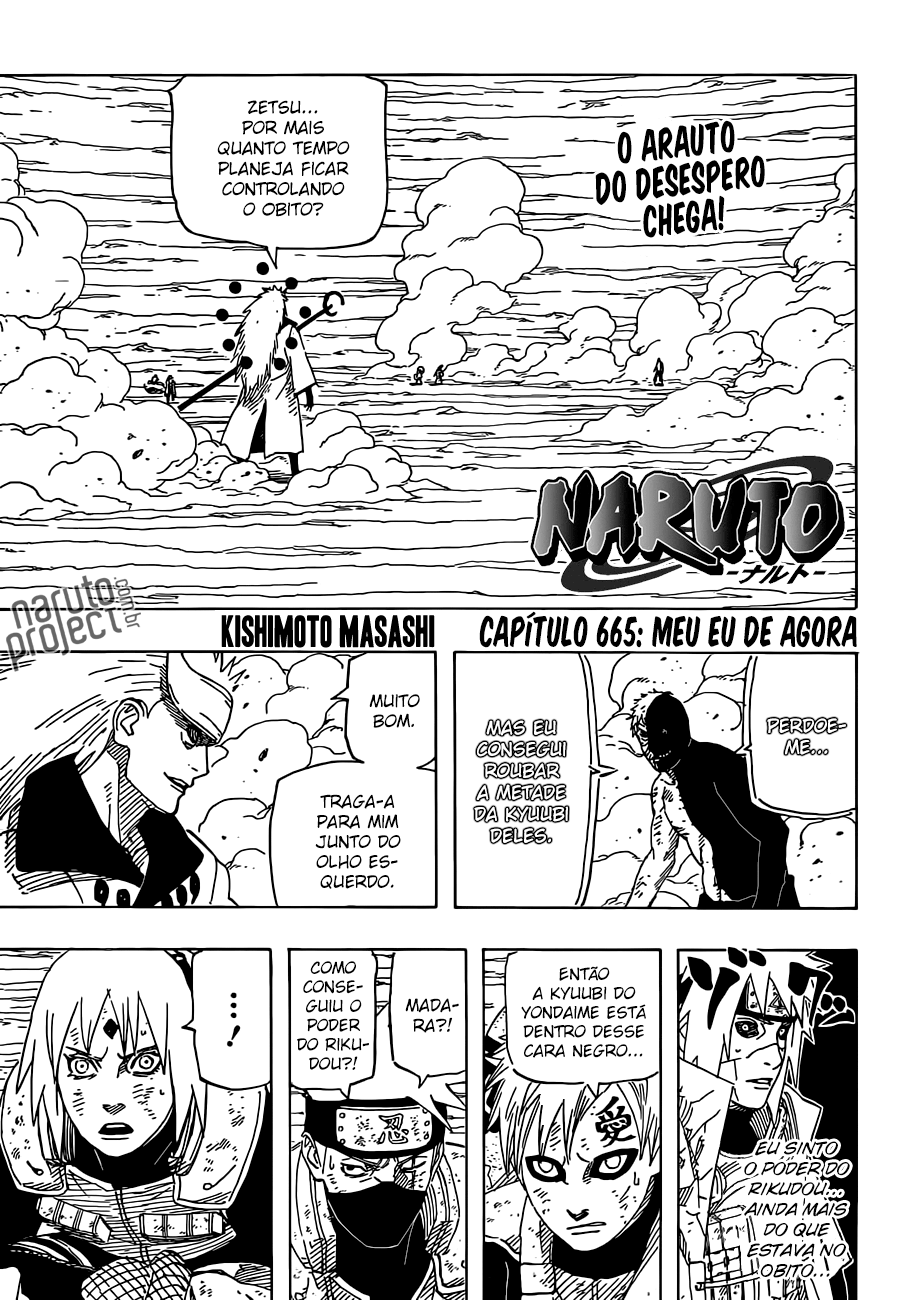 O ARAUTO
DO DESESPERO
CHEGA!
ZETSU...
POR MAIS
QUANTO TEMPO
PLANEJA FICAR
CONTROLANDO
O OBITO?
NARUTO
-ナルト-
naruto
project
.com.br
KISHIMOTO MASASHI
CAPÍTULO 665: MEU EU DE AGORA
PERDOE-
ME...
MAS EU
CONSEGUI
ROUBAR
A METADE
DA KYUUBI
DELES.
MUITO
BOM.
TRAGA-A
PARA MIM
JUNTO DO
OLHO ES-
QUERDO.
EU SINTO
O PODER DO
RIKUDOU...
AINDA MAIS
DO QUE
ESTAVA NO
OBITO...
ENTÃO
A KYUUBI DO
YONDAIME ESTÁ
DENTRO DESSE
CARA NEGRO...
愛
MADA-
RA?!
COMO
CONSE-
GUIU O
PODER
DO RIKU-
DOU?!
忍
...!